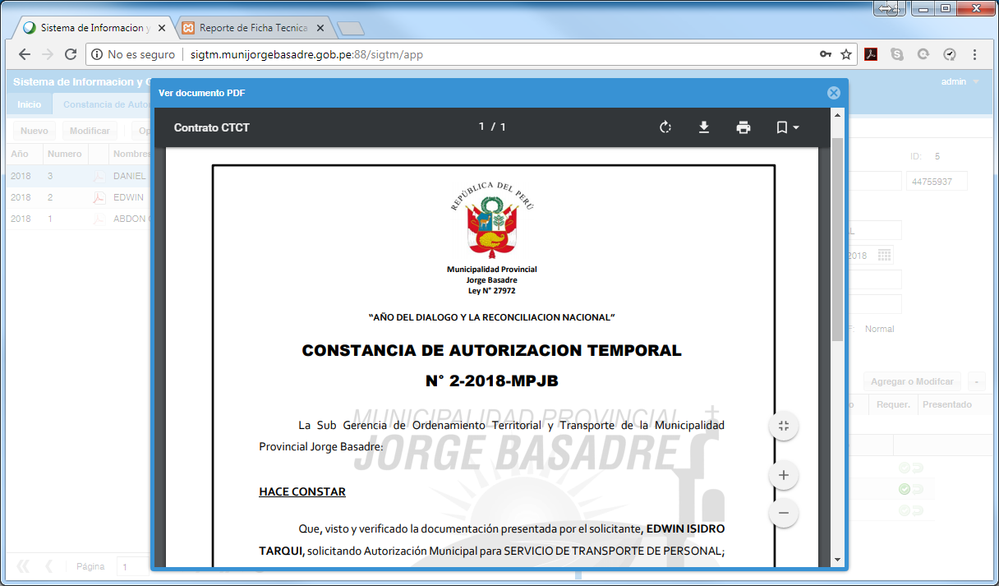 Sistema de Informacion y
Reporte de Ficha Tecnica
No es seguro
sigtm.munijorgebasadre.gob.pe:88/sigtm/app
Sistema de Informacion y
admin
Inicio
Constancia de Autor
Nuevo
Modificar
Op
Año
Numero
Nombres
2018 3 DANIEL
2018 2 EDWIN
2018 1 ABDON
Página 1
Ver documento PDF
Contrato CTCT
1 / 1
REPÚBLICA DEL PERÚ
Municipalidad Provincial
Jorge Basadre
Ley N° 27972
“AÑO DEL DIALOGO Y LA RECONCILIACION NACIONAL”
CONSTANCIA DE AUTORIZACION TEMPORAL
N° 2-2018-MPJB
MUNICIPALIDAD PROVINCIAL
JORGE BASADRE
La Sub Gerencia de Ordenamiento Territorial y Transporte de la Municipalidad
Provincial Jorge Basadre:
HACE CONSTAR
Que, visto y verificado la documentación presentada por el solicitante, EDWIN ISIDRO
TARQUI, solicitando Autorización Municipal para SERVICIO DE TRANSPORTE DE PERSONAL;
ID: 5
44755937
2018
Normal
Agregar o Modifcar
-
Requer.
Presentado